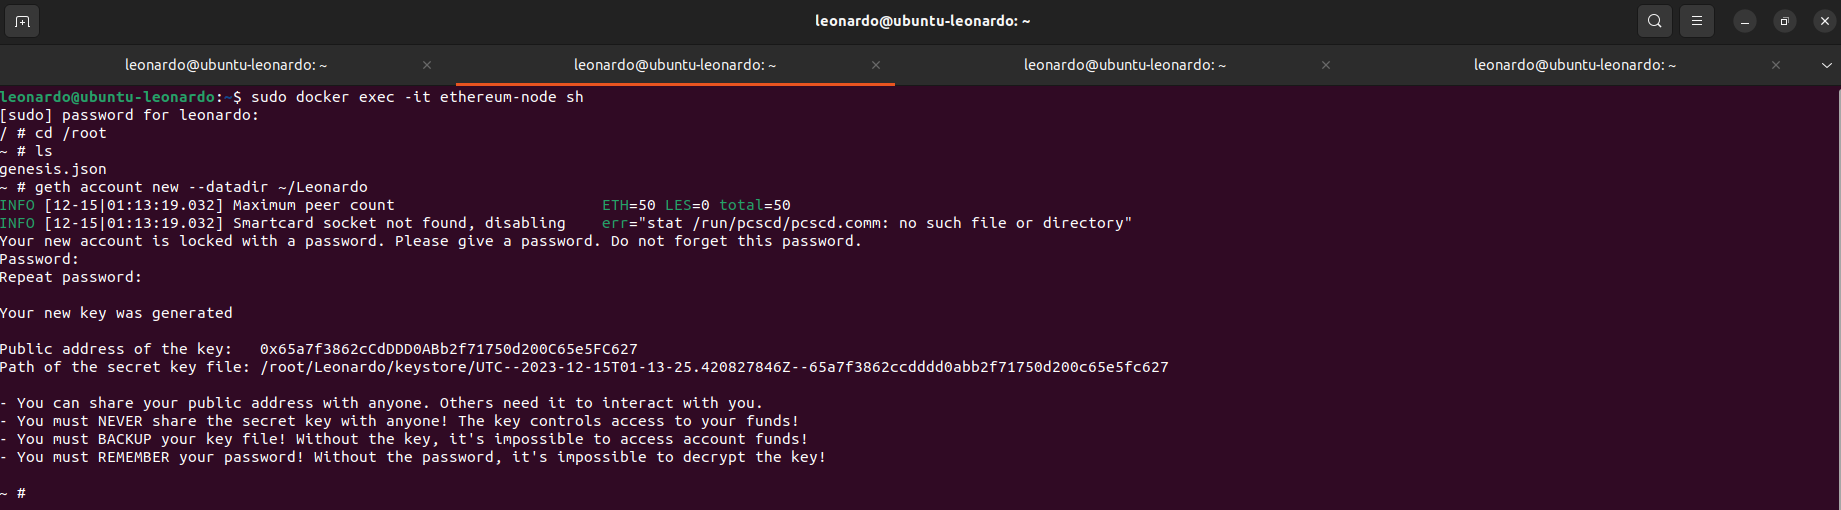 leonardo@ubuntu-leonardo: ~
leonardo@ubuntu-leonardo: ~ leonardo@ubuntu-leonardo: ~ leonardo@ubuntu-leonardo: ~ leonardo@ubuntu-leonardo: ~
leonardo@ubuntu-leonardo:~$ sudo docker exec -it ethereum-node sh
[sudo] password for leonardo:
/ # cd /root
~ # ls
genesis.json
~ # geth account new --datadir ~/Leonardo
INFO [12-15|01:13:19.032] Maximum peer count ETH=50 LES=0 total=50
INFO [12-15|01:13:19.032] Smartcard socket not found, disabling err="stat /run/pcscd/pcscd.comm: no such file or directory"
Your new account is locked with a password. Please give a password. Do not forget this password.
Password:
Repeat password:
Your new key was generated
Public address of the key: 0x65a7f3862cCdDDD0ABb2f71750d200C65e5FC627
Path of the secret key file: /root/Leonardo/keystore/UTC--2023-12-15T01-13-25.420827846Z--65a7f3862ccdddd0abb2f71750d200c65e5fc627
- You can share your public address with anyone. Others need it to interact with you.
- You must NEVER share the secret key with anyone! The key controls access to your funds!
- You must BACKUP your key file! Without the key, it's impossible to access account funds!
- You must REMEMBER your password! Without the password, it's impossible to decrypt the key!
~ #